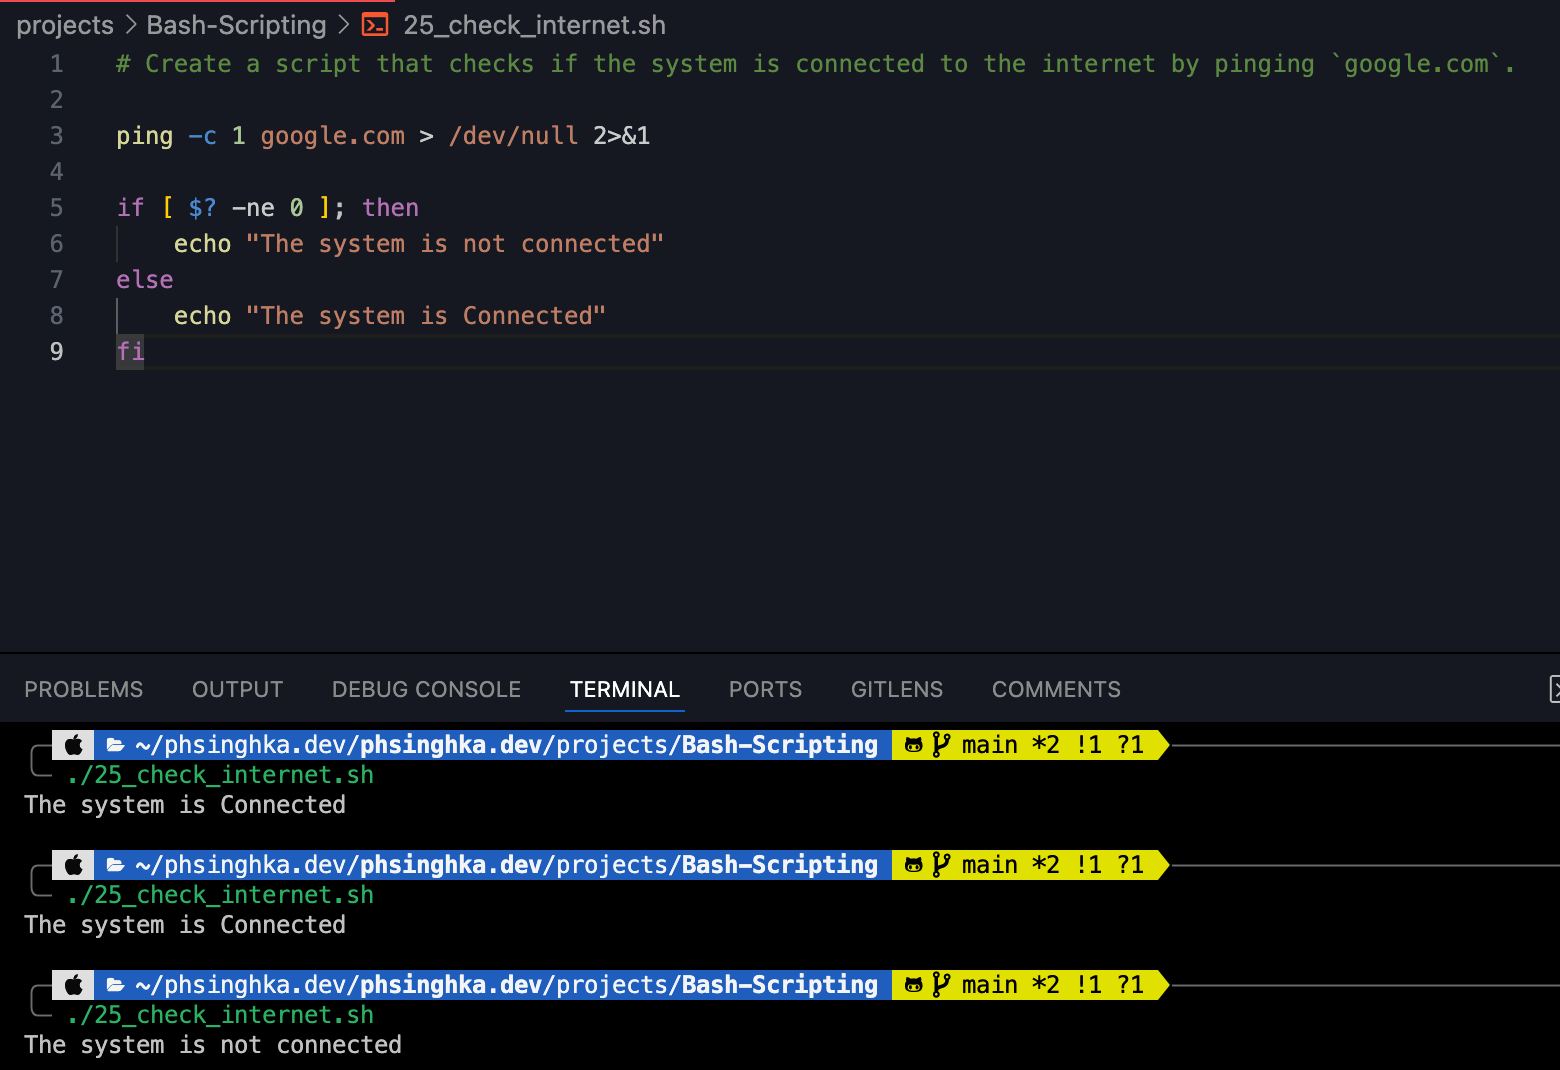 projects > Bash-Scripting > 25_check_internet.sh
1 # Create a script that checks if the system is connected to the internet by pinging `google.com`.
2
3 ping -c 1 google.com > /dev/null 2>&1
4
5 if [ $? -ne 0 ]; then
6     echo "The system is not connected"
7 else
8     echo "The system is Connected"
9 fi
PROBLEMS OUTPUT DEBUG CONSOLE TERMINAL PORTS GITLENS COMMENTS
~/phsinghka.dev/phsinghka.dev/projects/Bash-Scripting main *2 !1 ?1
./25_check_internet.sh
The system is Connected
~/phsinghka.dev/phsinghka.dev/projects/Bash-Scripting main *2 !1 ?1
./25_check_internet.sh
The system is Connected
~/phsinghka.dev/phsinghka.dev/projects/Bash-Scripting main *2 !1 ?1
./25_check_internet.sh
The system is not connected